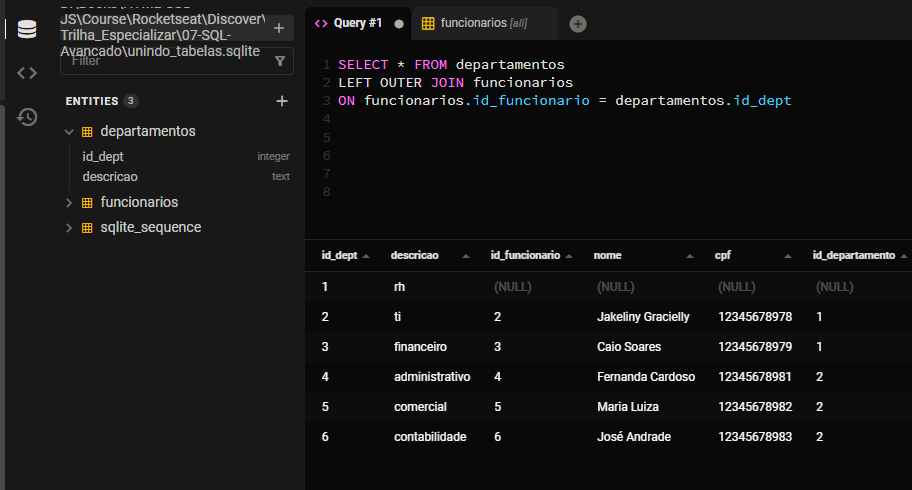 JS\Course\Rocketseat\Discover\
Trilha_Especializar\07-SQL-
Avancado\unindo_tabelas.sqlite
Filter
ENTITIES 3
departamentos
id_dept integer
descricao text
funcionarios
sqlite_sequence
Query #1
funcionarios [all]
1 SELECT * FROM departamentos
2 LEFT OUTER JOIN funcionarios
3 ON funcionarios.id_funcionario = departamentos.id_dept
4
5
6
7
8
id_dept descricao id_funcionario nome cpf id_departamento
1 rh (NULL) (NULL) (NULL) (NULL)
2 ti 2 Jakeliny Gracielly 12345678978 1
3 financeiro 3 Caio Soares 12345678979 1
4 administrativo 4 Fernanda Cardoso 12345678981 2
5 comercial 5 Maria Luiza 12345678982 2
6 contabilidade 6 José Andrade 12345678983 2